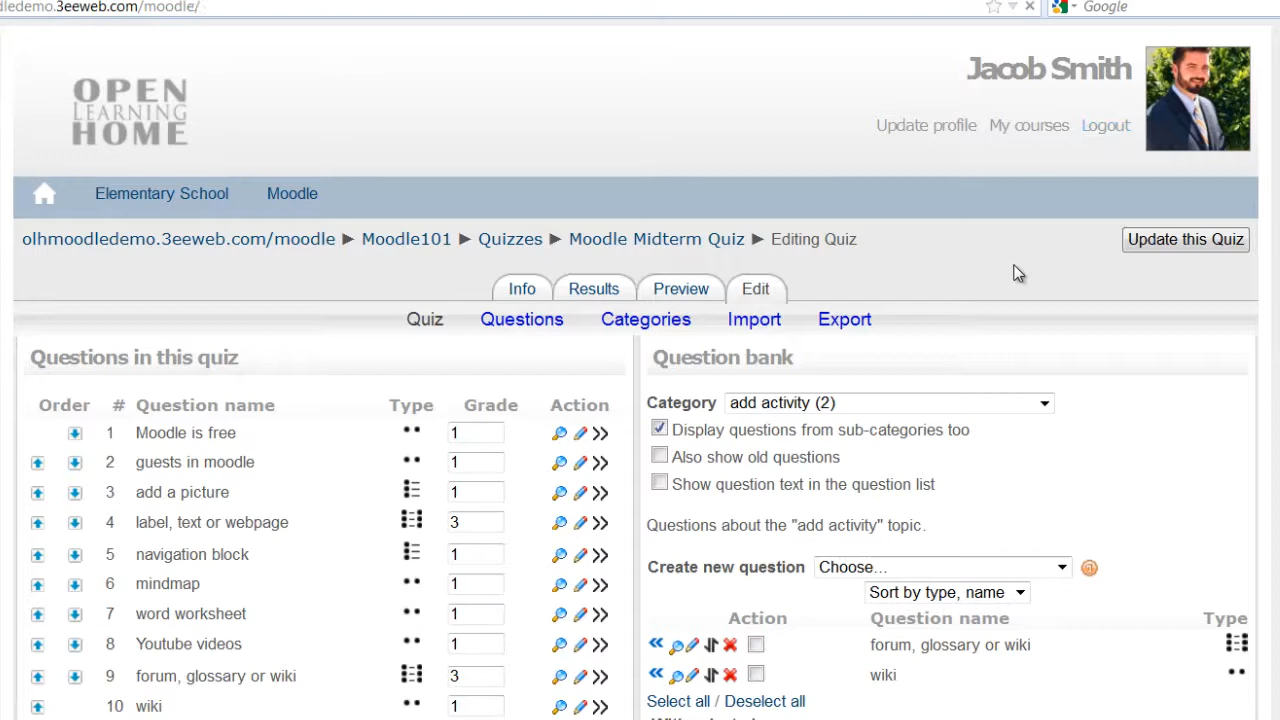 ledemo.3eeweb.com/moodle/
Google
OPEN
LEARNING
HOME
Jacob Smith
Update profile My courses Logout
Elementary School Moodle
olhmoodledemo.3eeweb.com/moodle ► Moodle101 ► Quizzes ► Moodle Midterm Quiz ► Editing Quiz
Update this Quiz
Info Results Preview Edit
Quiz Questions Categories Import Export
Questions in this quiz
Order # Question name Type Grade Action
1 Moodle is free 1
2 guests in moodle 1
3 add a picture 1
4 label, text or webpage 3
5 navigation block 1
6 mindmap 1
7 word worksheet 1
8 Youtube videos 1
9 forum, glossary or wiki 3
10 wiki 1
Question bank
Category add activity (2)
Display questions from sub-categories too
Also show old questions
Show question text in the question list
Questions about the "add activity" topic.
Create new question Choose...
Sort by type, name
Action Question name Type
forum, glossary or wiki
wiki
Select all / Deselect all